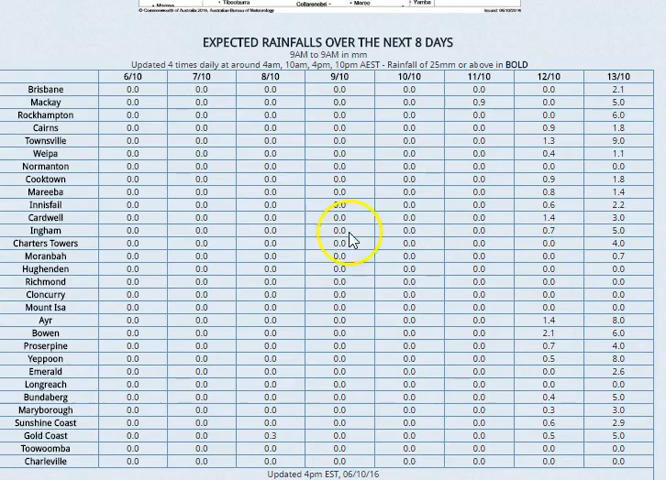 Tibooburra
Collarenebri
Moree
Yamba
© Commonwealth of Australia 2016, Australian Bureau of Meteorology
Issued: 06/10/2016
EXPECTED RAINFALLS OVER THE NEXT 8 DAYS
9AM to 9AM in mm
Updated 4 times daily at around 4am, 10am, 4pm, 10pm AEST - Rainfall of 25mm or above in BOLD
6/10 7/10 8/10 9/10 10/10 11/10 12/10 13/10
Brisbane 0.0 0.0 0.0 0.0 0.0 0.0 0.0 2.1
Mackay 0.0 0.0 0.0 0.0 0.0 0.9 0.0 5.0
Rockhampton 0.0 0.0 0.0 0.0 0.0 0.0 0.0 6.0
Cairns 0.0 0.0 0.0 0.0 0.0 0.0 0.9 1.8
Townsville 0.0 0.0 0.0 0.0 0.0 0.0 1.3 9.0
Weipa 0.0 0.0 0.0 0.0 0.0 0.0 0.4 1.1
Normanton 0.0 0.0 0.0 0.0 0.0 0.0 0.0 0.0
Cooktown 0.0 0.0 0.0 0.0 0.0 0.0 0.9 1.8
Mareeba 0.0 0.0 0.0 0.0 0.0 0.0 0.8 1.4
Innisfail 0.0 0.0 0.0 0.0 0.0 0.0 0.6 2.2
Cardwell 0.0 0.0 0.0 0.0 0.0 0.0 1.4 3.0
Ingham 0.0 0.0 0.0 0.0 0.0 0.0 0.7 5.0
Charters Towers 0.0 0.0 0.0 0.0 0.0 0.0 0.0 4.0
Moranbah 0.0 0.0 0.0 0.0 0.0 0.0 0.0 0.7
Hughenden 0.0 0.0 0.0 0.0 0.0 0.0 0.0 0.0
Richmond 0.0 0.0 0.0 0.0 0.0 0.0 0.0 0.0
Cloncurry 0.0 0.0 0.0 0.0 0.0 0.0 0.0 0.0
Mount Isa 0.0 0.0 0.0 0.0 0.0 0.0 0.0 0.0
Ayr 0.0 0.0 0.0 0.0 0.0 0.0 1.4 8.0
Bowen 0.0 0.0 0.0 0.0 0.0 0.0 2.1 6.0
Proserpine 0.0 0.0 0.0 0.0 0.0 0.0 0.7 4.0
Yeppoon 0.0 0.0 0.0 0.0 0.0 0.0 0.5 8.0
Emerald 0.0 0.0 0.0 0.0 0.0 0.0 0.0 2.6
Longreach 0.0 0.0 0.0 0.0 0.0 0.0 0.0 0.0
Bundaberg 0.0 0.0 0.0 0.0 0.0 0.0 0.4 5.0
Maryborough 0.0 0.0 0.0 0.0 0.0 0.0 0.3 3.0
Sunshine Coast 0.0 0.0 0.0 0.0 0.0 0.0 0.6 2.9
Gold Coast 0.0 0.0 0.3 0.0 0.0 0.0 0.5 5.0
Toowoomba 0.0 0.0 0.0 0.0 0.0 0.0 0.0 0.0
Charleville 0.0 0.0 0.0 0.0 0.0 0.0 0.0 0.0
Updated 4pm EST, 06/10/16